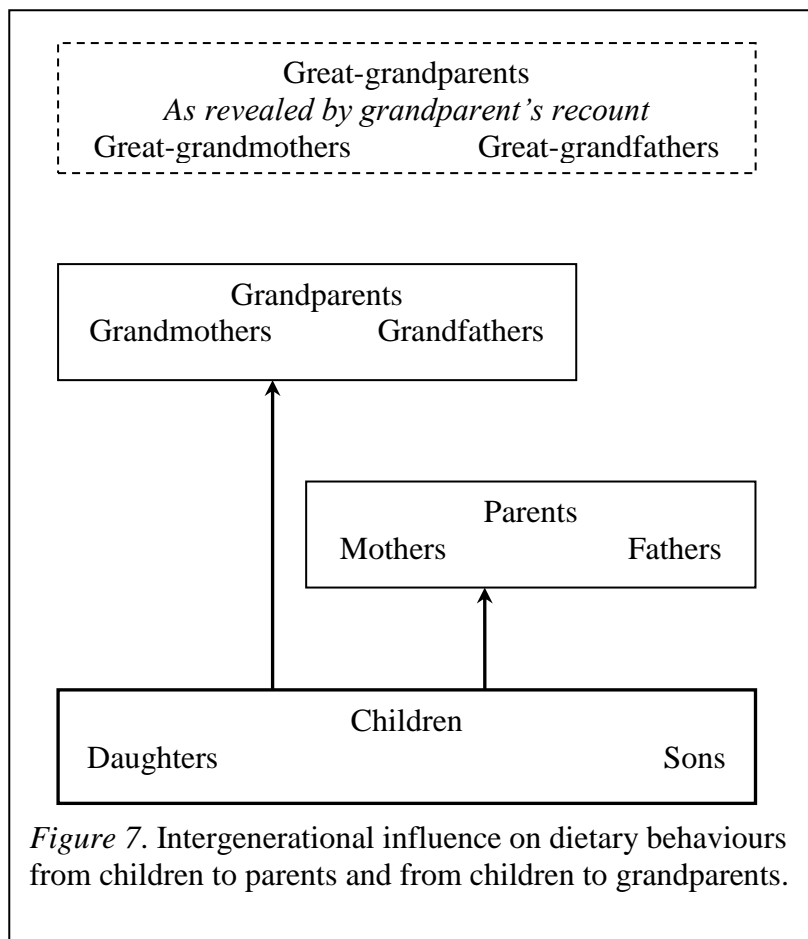 Great-grandparents
As revealed by grandparent's recount
Great-grandmothers Great-grandfathers
Grandparents
Grandmothers Grandfathers
Parents
Mothers Fathers
Children
Daughters Sons
Figure 7. Intergenerational influence on dietary behaviours
from children to parents and from children to grandparents.